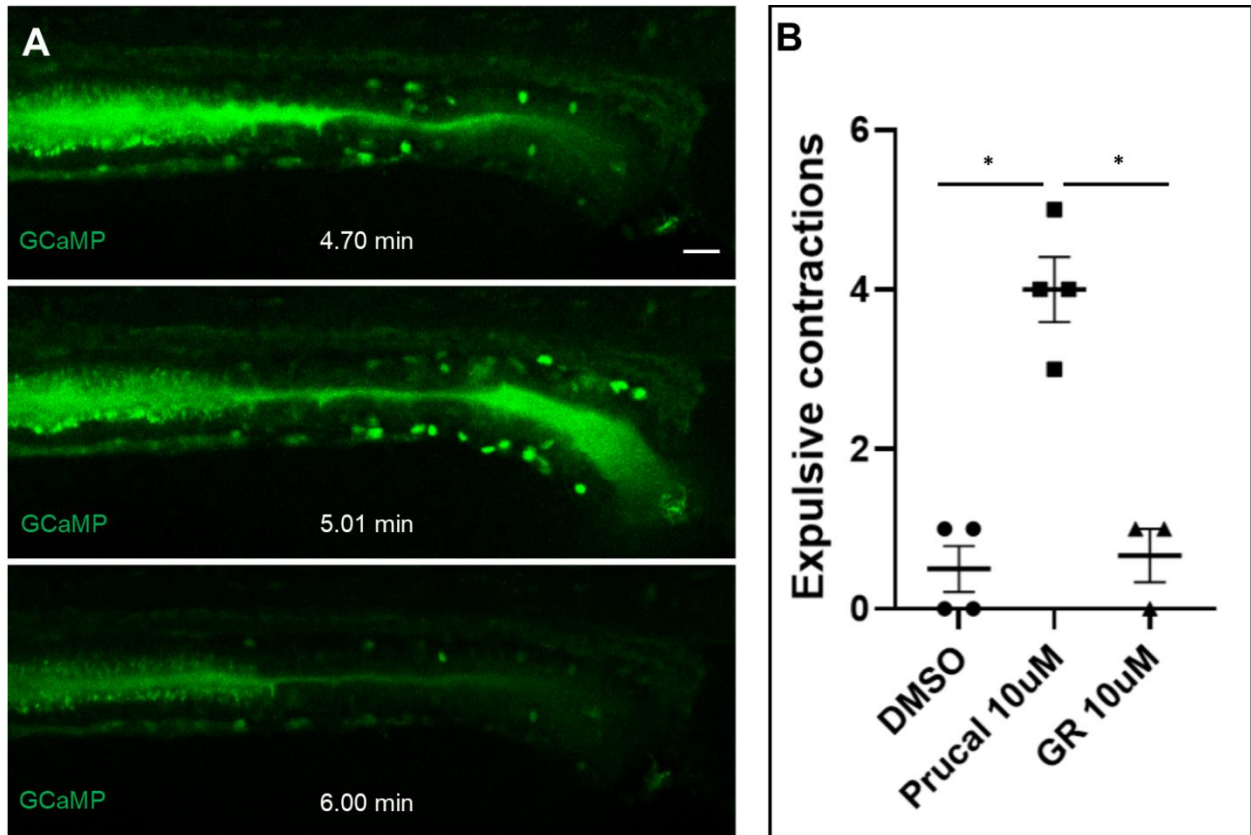 A
GCaMP
4.70 min
GCaMP
5.01 min
GCaMP
6.00 min
B
Expulsive contractions
6
4
2
0
*
*
DMSO
Prucal 10uM
GR 10uM